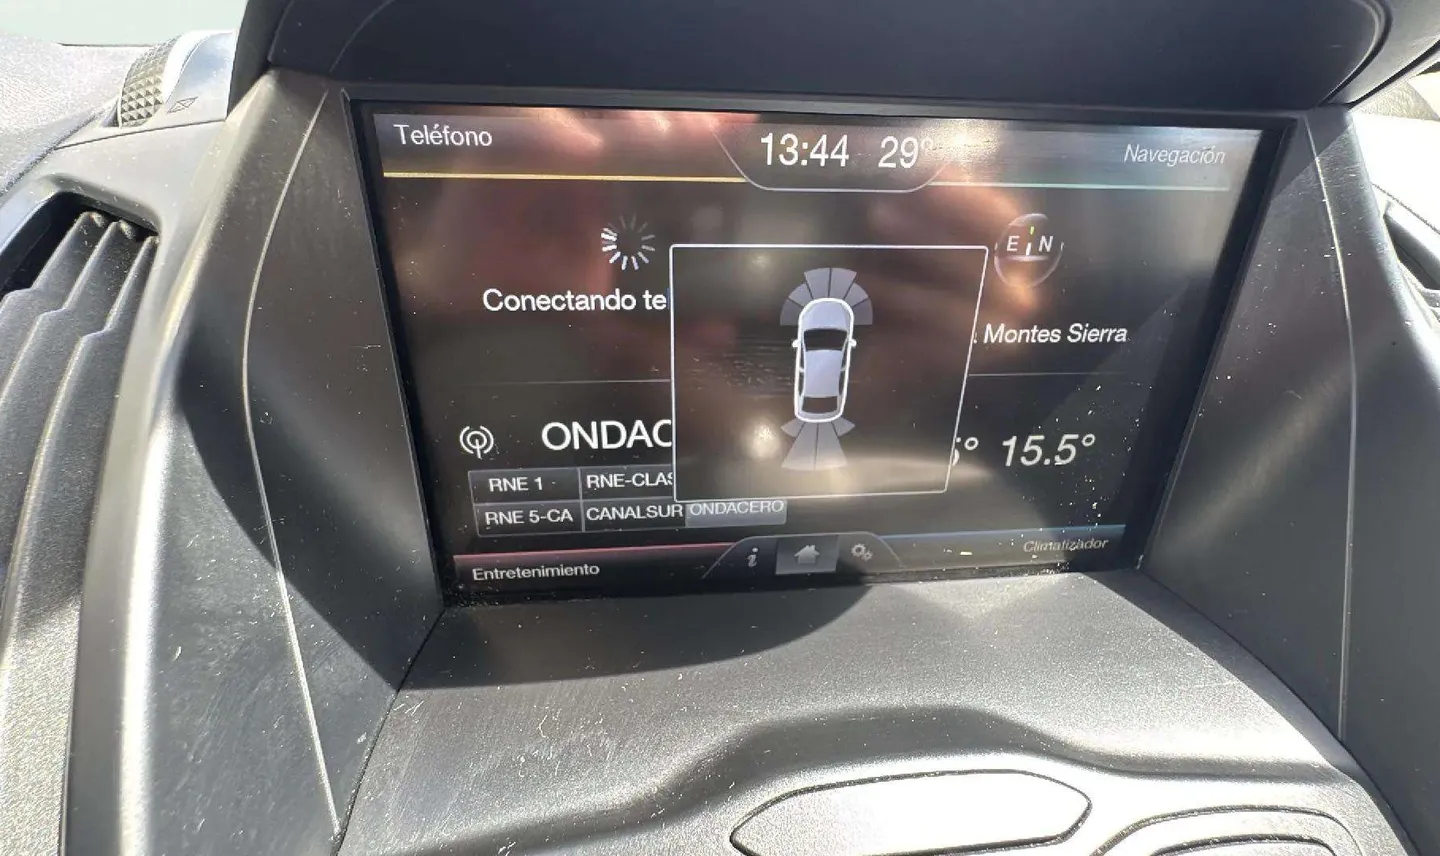 Teléfono
13:44 29°
Navegación
E N
Conectando te
. Montes Sierra
ONDAC
° 15.5°
RNE 1
RNE-CLAS
RNE 5-CA
CANALSUR
ONDACERO
i
Climatizador
Entretenimiento